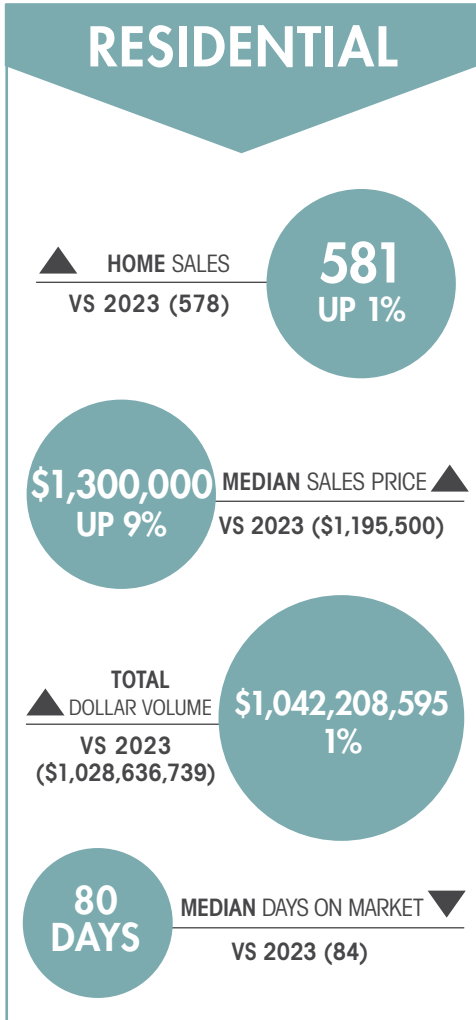 RESIDENTIAL
HOME SALES
VS 2023 (578)
581
UP 1%
$1,300,000
UP 9%
MEDIAN SALES PRICE
VS 2023 ($1,195,500)
TOTAL
DOLLAR VOLUME
VS 2023
($1,028,636,739)
$1,042,208,595
1%
80
DAYS
MEDIAN DAYS ON MARKET
VS 2023 (84)